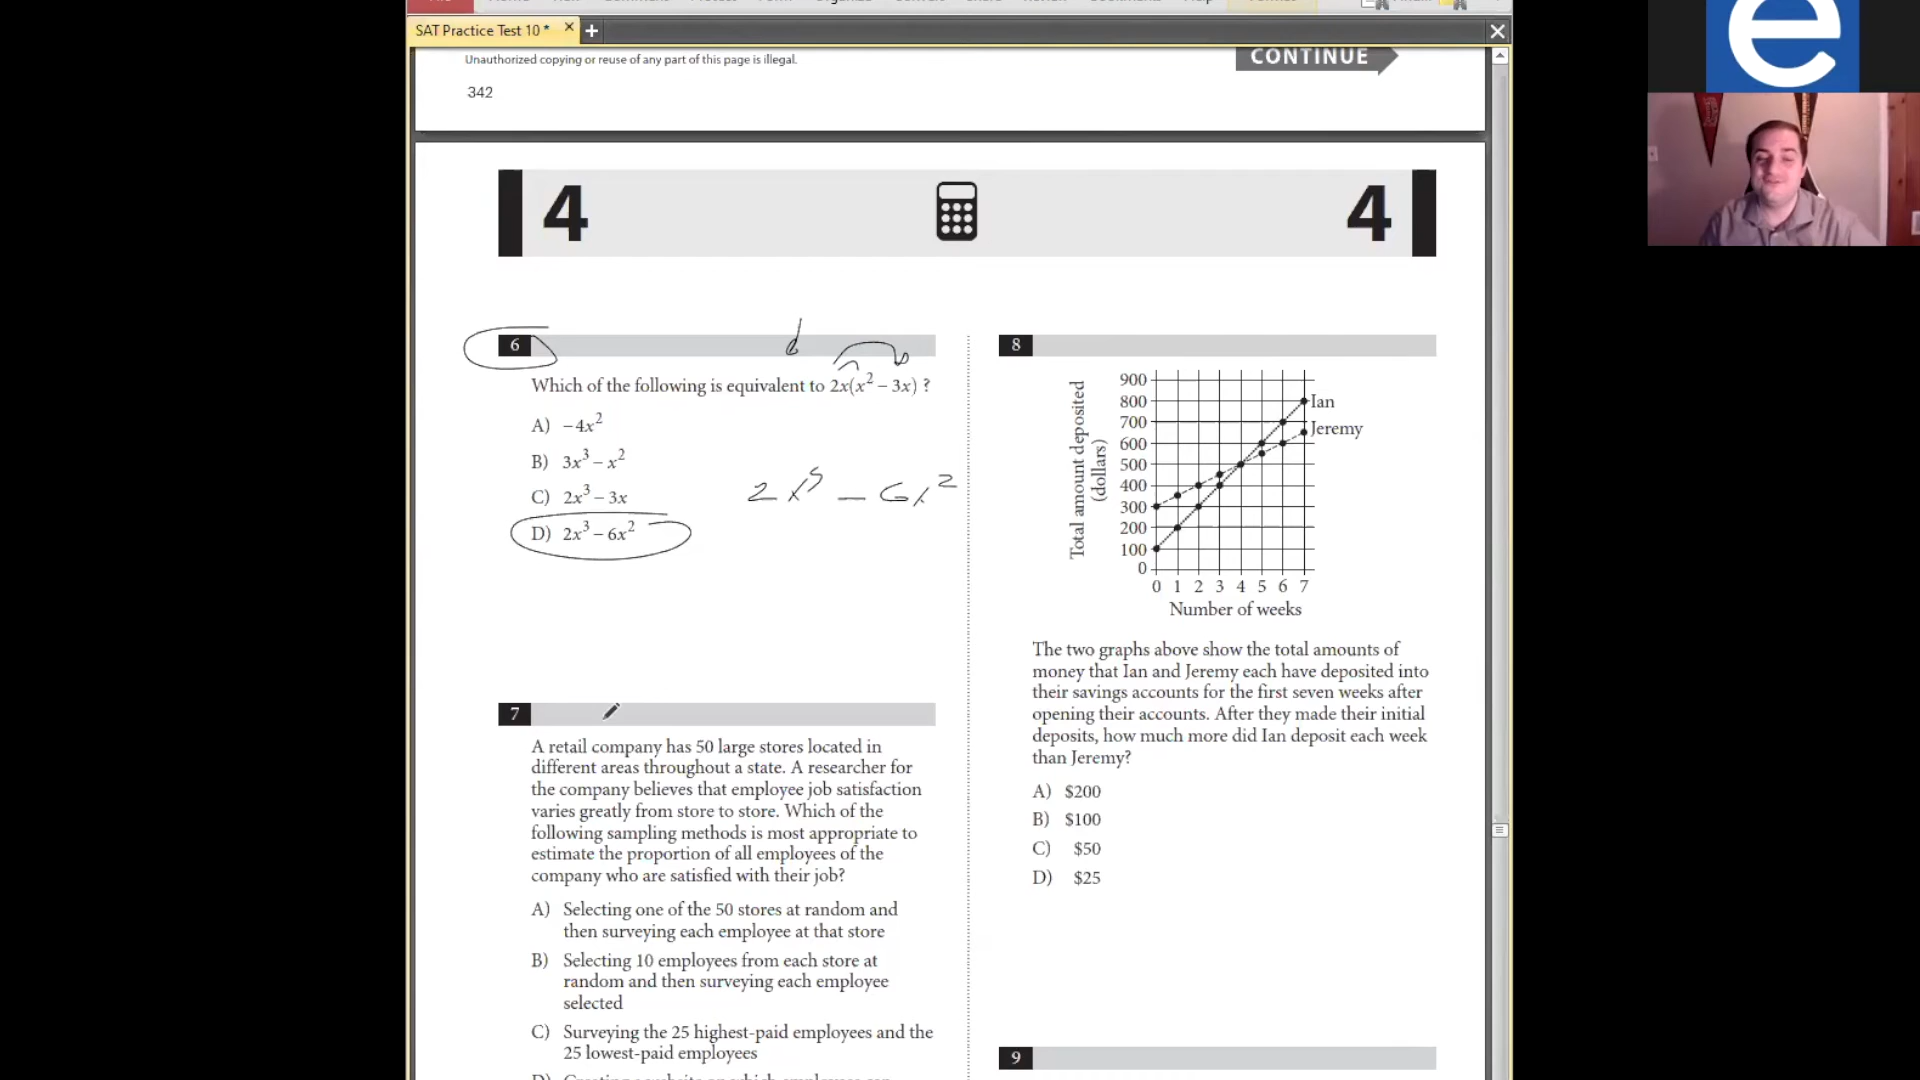 SAT Practice Test 10 *
Unauthorized copying or reuse of any part of this page is illegal.
CONTINUE
342
4
4
6
Which of the following is equivalent to 2x(x² – 3x) ?
A) –4x²
B) 3x³ – x²
C) 2x³ – 3x
D) 2x³ – 6x²
2x³ – 6x²
7
A retail company has 50 large stores located in
different areas throughout a state. A researcher for
the company believes that employee job satisfaction
varies greatly from store to store. Which of the
following sampling methods is most appropriate to
estimate the proportion of all employees of the
company who are satisfied with their job?
A) Selecting one of the 50 stores at random and
then surveying each employee at that store
B) Selecting 10 employees from each store at
random and then surveying each employee
selected
C) Surveying the 25 highest-paid employees and the
25 lowest-paid employees
8
Total amount deposited
(dollars)
900
800
700
600
500
400
300
200
100
0
Ian
Jeremy
0 1 2 3 4 5 6 7
Number of weeks
The two graphs above show the total amounts of
money that Ian and Jeremy each have deposited into
their savings accounts for the first seven weeks after
opening their accounts. After they made their initial
deposits, how much more did Ian deposit each week
than Jeremy?
A) $200
B) $100
C) $50
D) $25
9
e